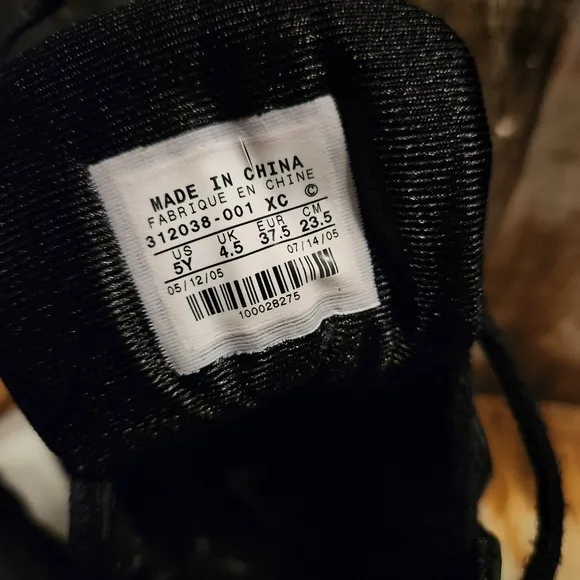 MADE IN CHINA
FABRIQUE EN CHINE
312038-001 XC ©
US UK EUR CM
5Y 4.5 37.5 23.5
05/12/05 07/14/05
100028275